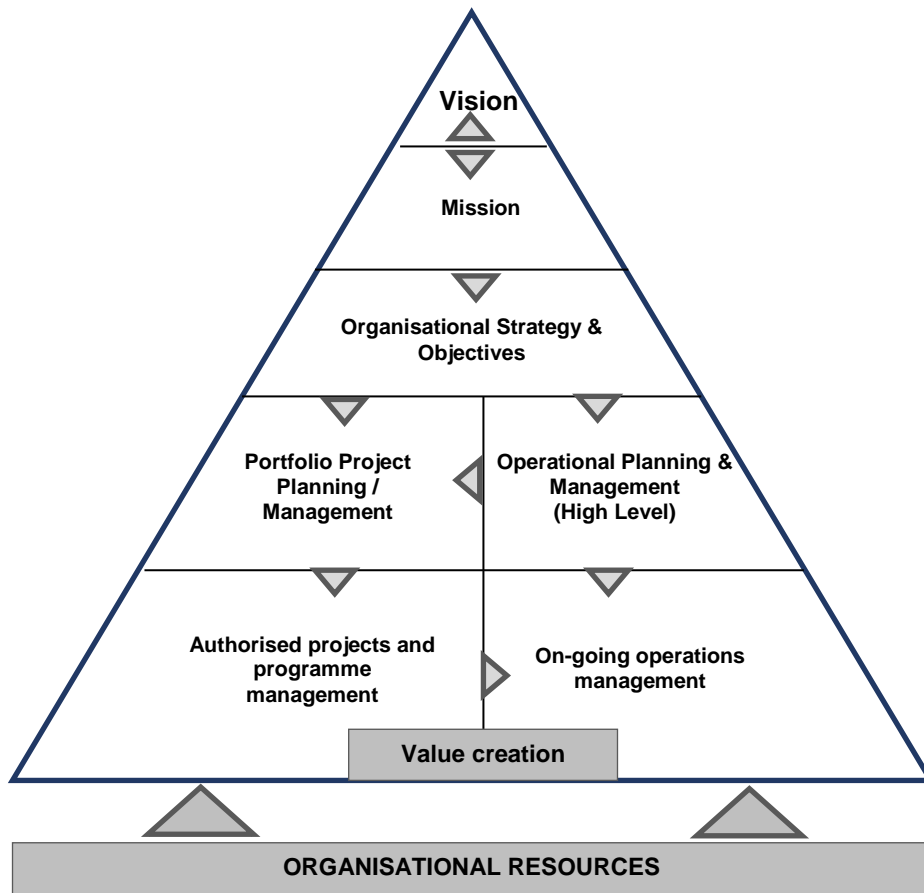 Vision
Mission
Organisational Strategy &
Objectives
Portfolio Project
Planning /
Management
Operational Planning &
Management
(High Level)
Authorised projects and
programme
management
On-going operations
management
Value creation
ORGANISATIONAL RESOURCES